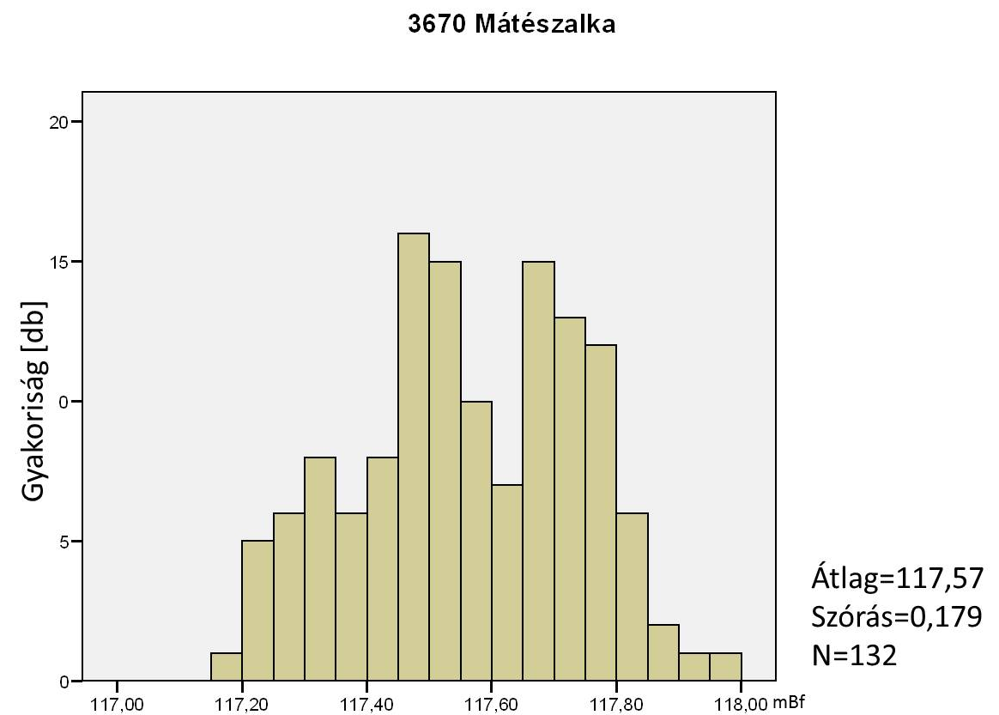 3670 Mátészalka
Gyakoriság [db]
20
15
0
5
0
117,00
117,20
117,40
117,60
117,80
118,00 mBf
Átlag=117,57
Szórás=0,179
N=132